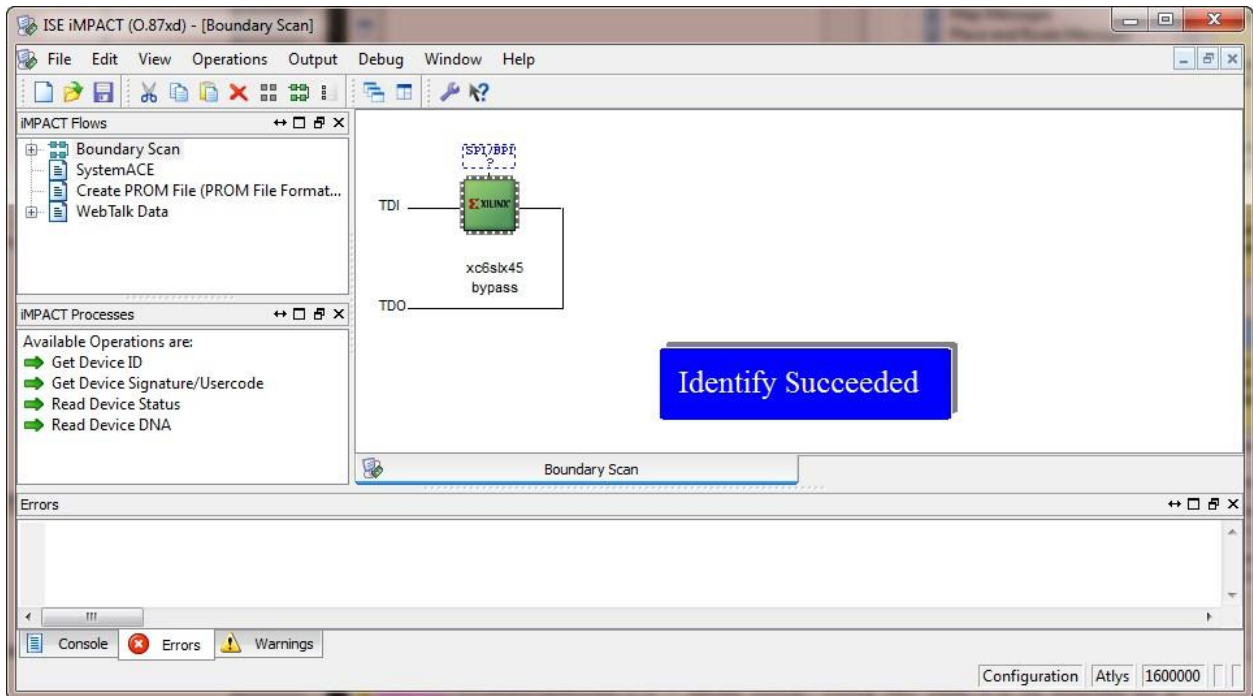 ISE iMPACT (O.87xd) - [Boundary Scan]
File Edit View Operations Output Debug Window Help
iMPACT Flows
Boundary Scan
SystemACE
Create PROM File (PROM File Format...
WebTalk Data
SPI/BPI
?
TDI
XILINX
xc6slx45
bypass
TDO
iMPACT Processes
Available Operations are:
Get Device ID
Get Device Signature/Usercode
Read Device Status
Read Device DNA
Identify Succeeded
Boundary Scan
Errors
Console Errors Warnings
Configuration Atlys 1600000